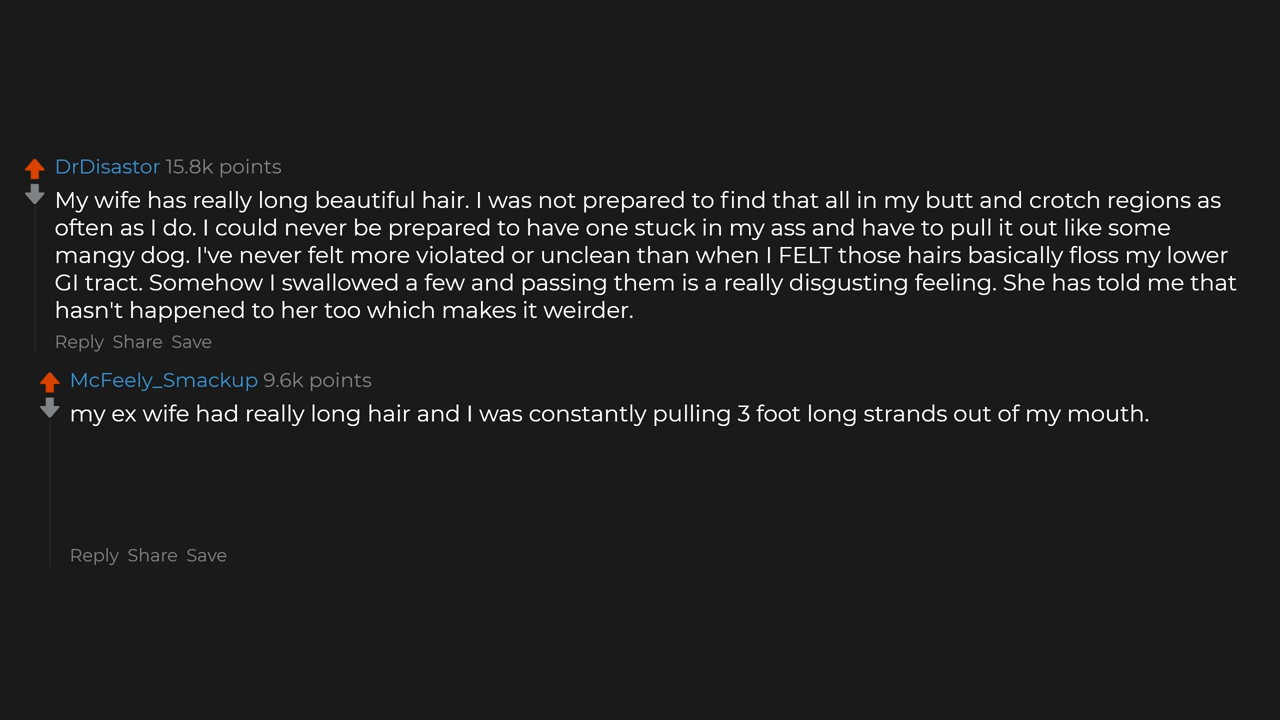 DrDisastor 15.8k points
My wife has really long beautiful hair. I was not prepared to find that all in my butt and crotch regions as
often as I do. I could never be prepared to have one stuck in my ass and have to pull it out like some
mangy dog. I've never felt more violated or unclean than when I FELT those hairs basically floss my lower
GI tract. Somehow I swallowed a few and passing them is a really disgusting feeling. She has told me that
hasn't happened to her too which makes it weirder.
Reply Share Save
McFeely_Smackup 9.6k points
my ex wife had really long hair and I was constantly pulling 3 foot long strands out of my mouth.
Reply Share Save